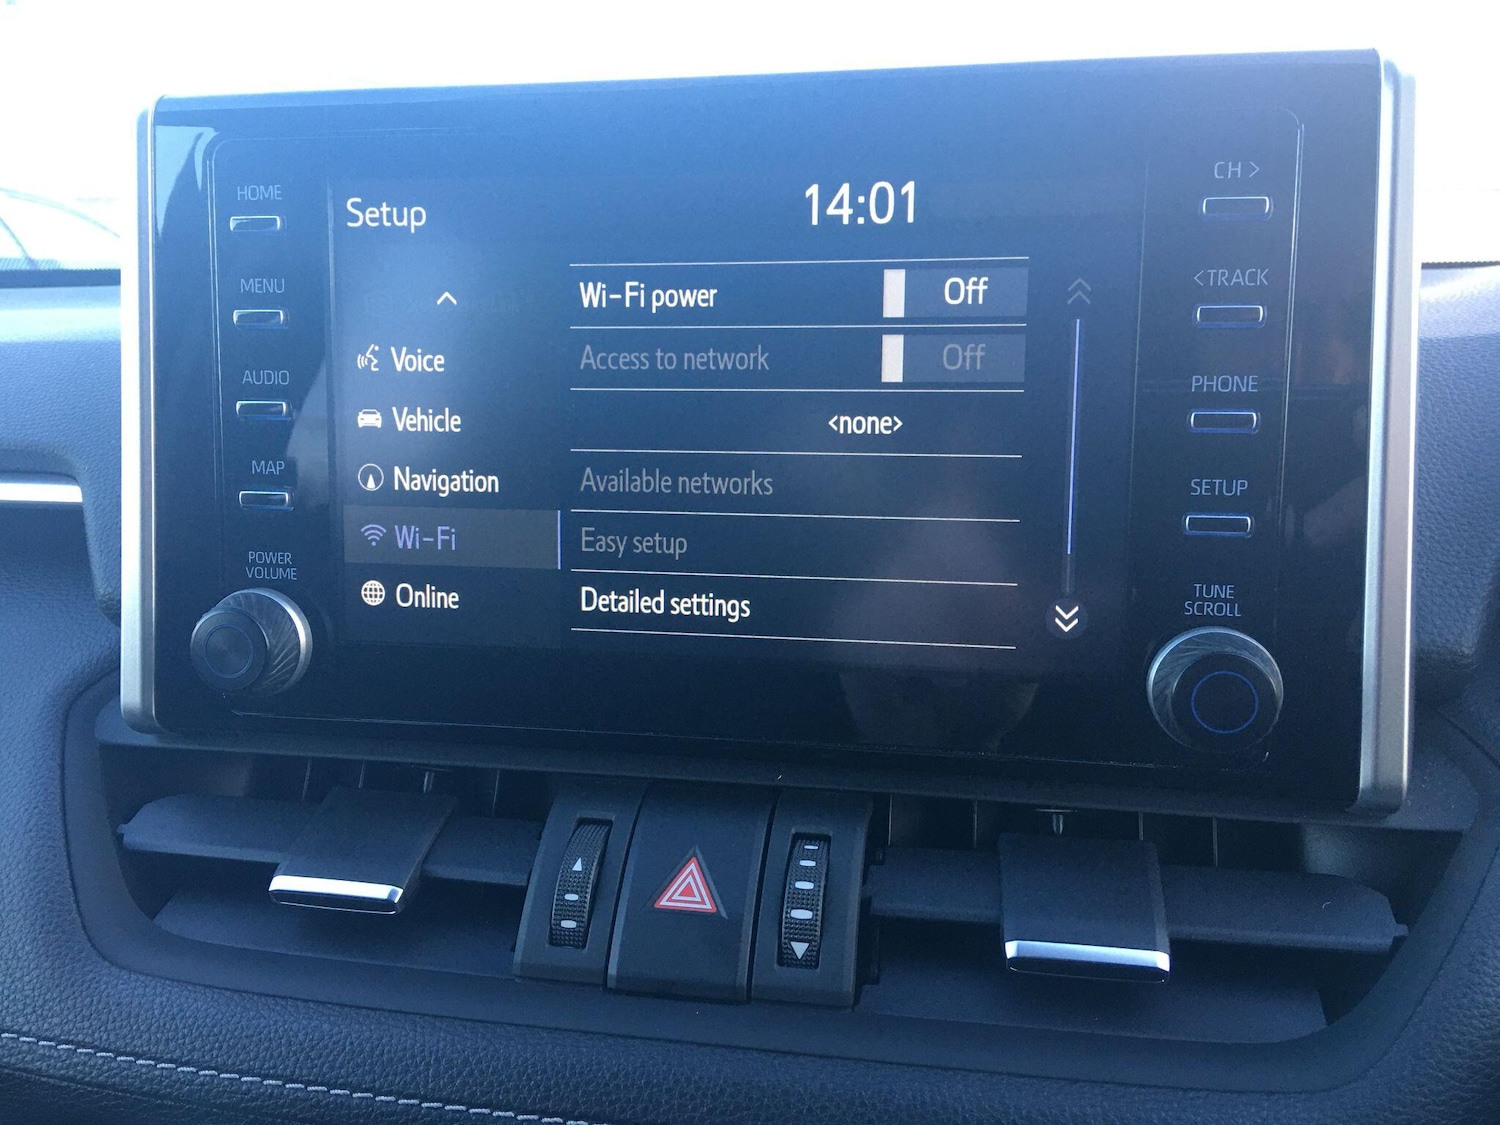 HOME
MENU
AUDIO
MAP
POWER
VOLUME
Setup
14:01
Voice
Vehicle
Navigation
Wi-Fi
Online
Wi-Fi power Off
Access to network Off
<none>
Available networks
Easy setup
Detailed settings
CH >
<TRACK
PHONE
SETUP
TUNE
SCROLL